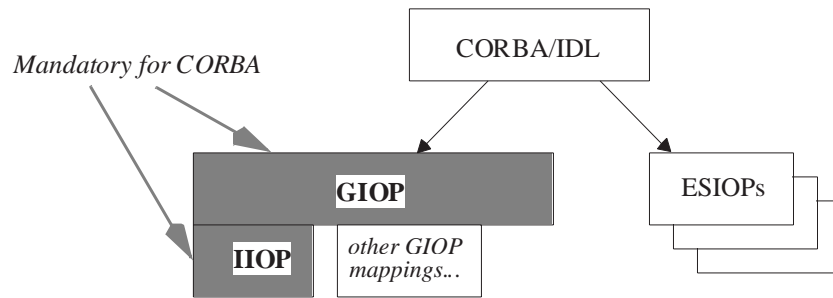 CORBA/IDL
Mandatory for CORBA
GIOP
ESIOPs
IIOP
other GIOP
mappings...